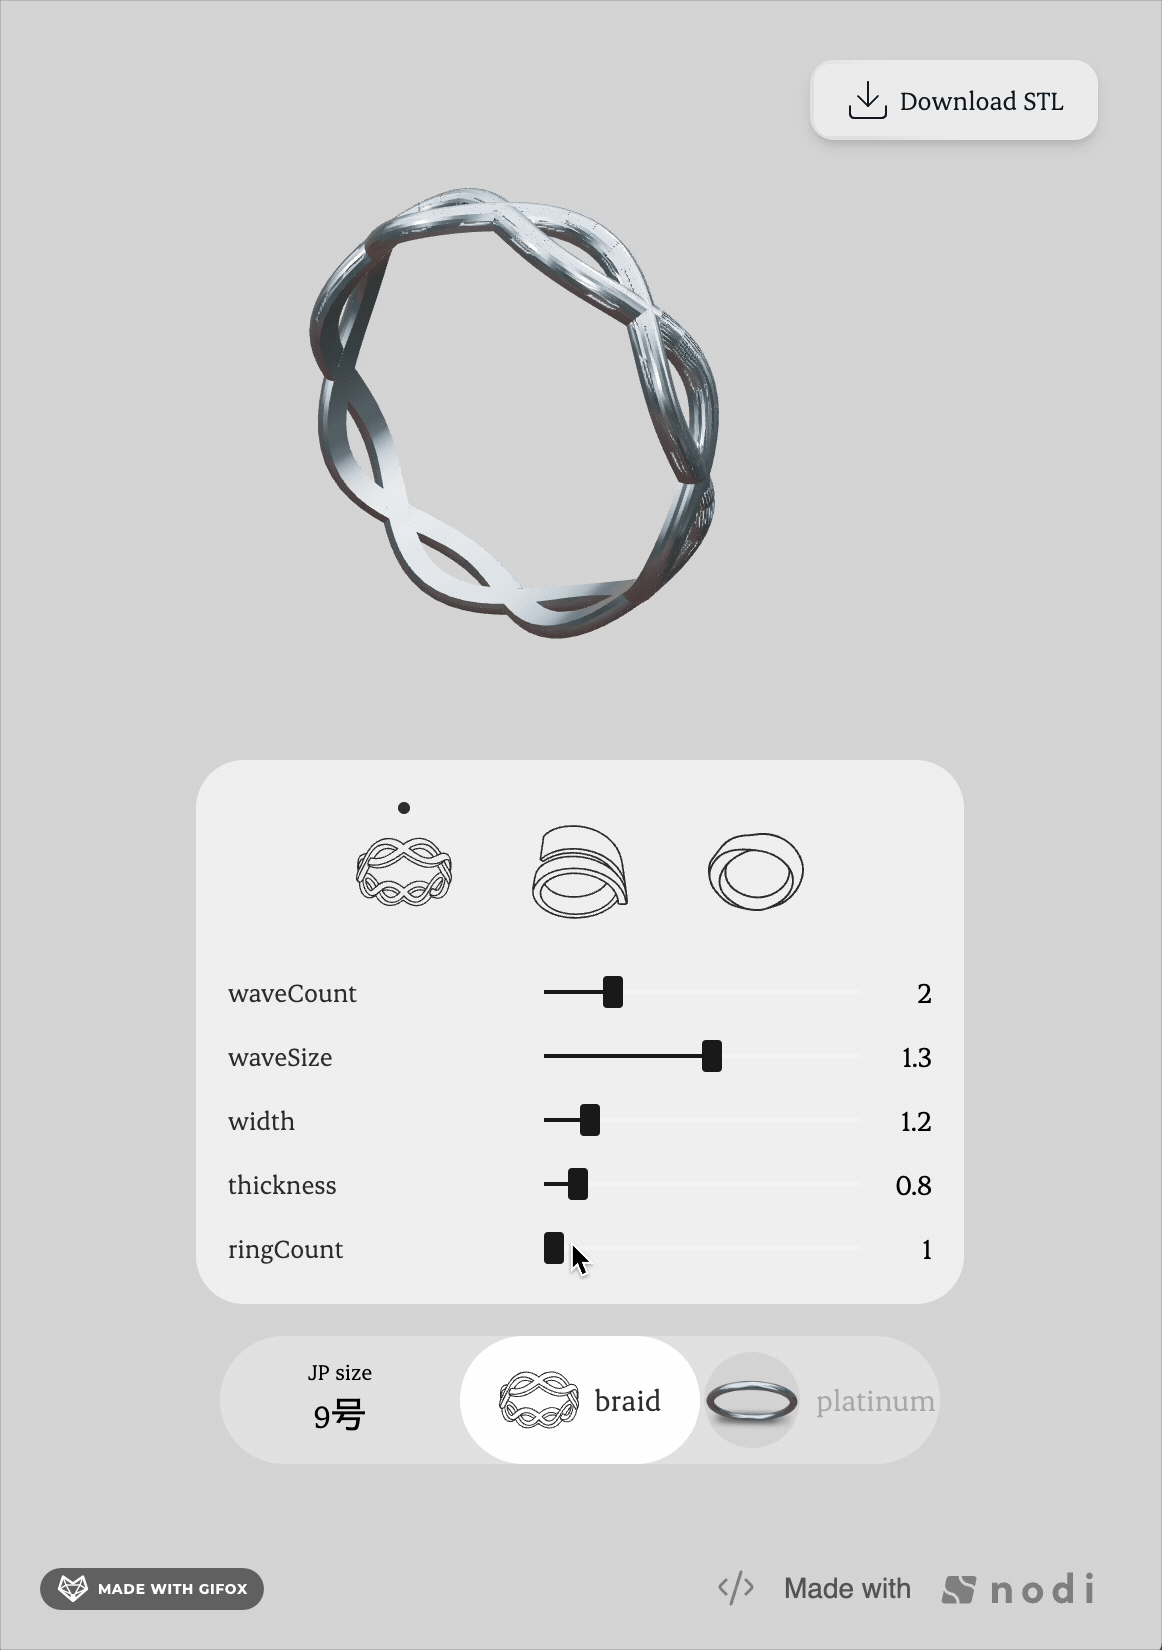 Download STL
waveCount 2
waveSize 1.3
width 1.2
thickness 0.8
ringCount 1
JP size
9号
braid
platinum
MADE WITH GIFOX
</> Made with nodi